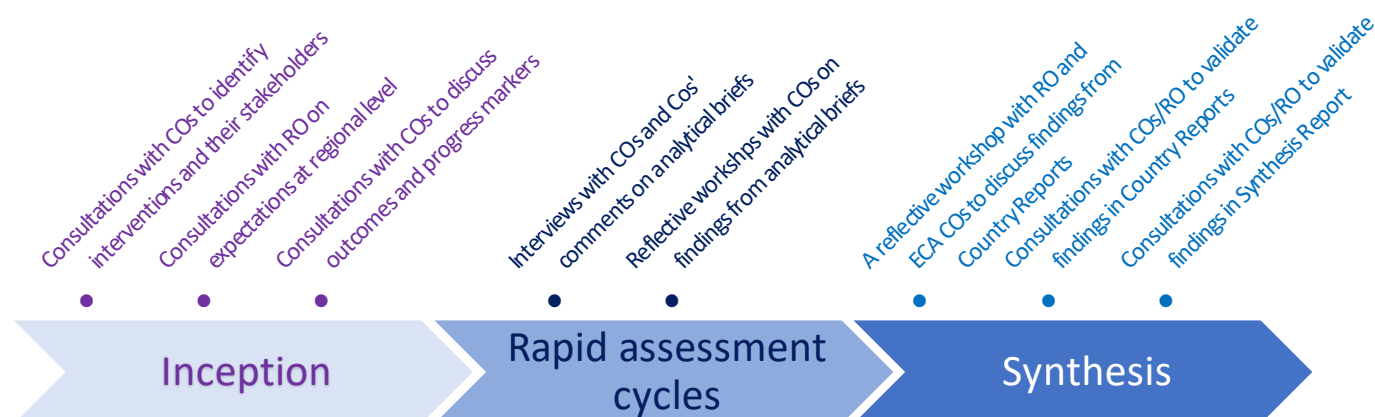 Consultations with COs to identify
interventions and their stakeholders
Consultations with RO on
expectations at regional level
Consultations with COs to discuss
outcomes and progress markers
Interviews with COs and Cos'
comments on analytical briefs
Reflective workshps with COs on
findings from analytical briefs
A reflective workshop with RO and
ECA COs to discuss findings from
Country Reports
Consultations with COs/RO to validate
findings in Country Reports
Consultations with COs/RO to validate
findings in Synthesis Report
Inception
Rapid assessment
cycles
Synthesis